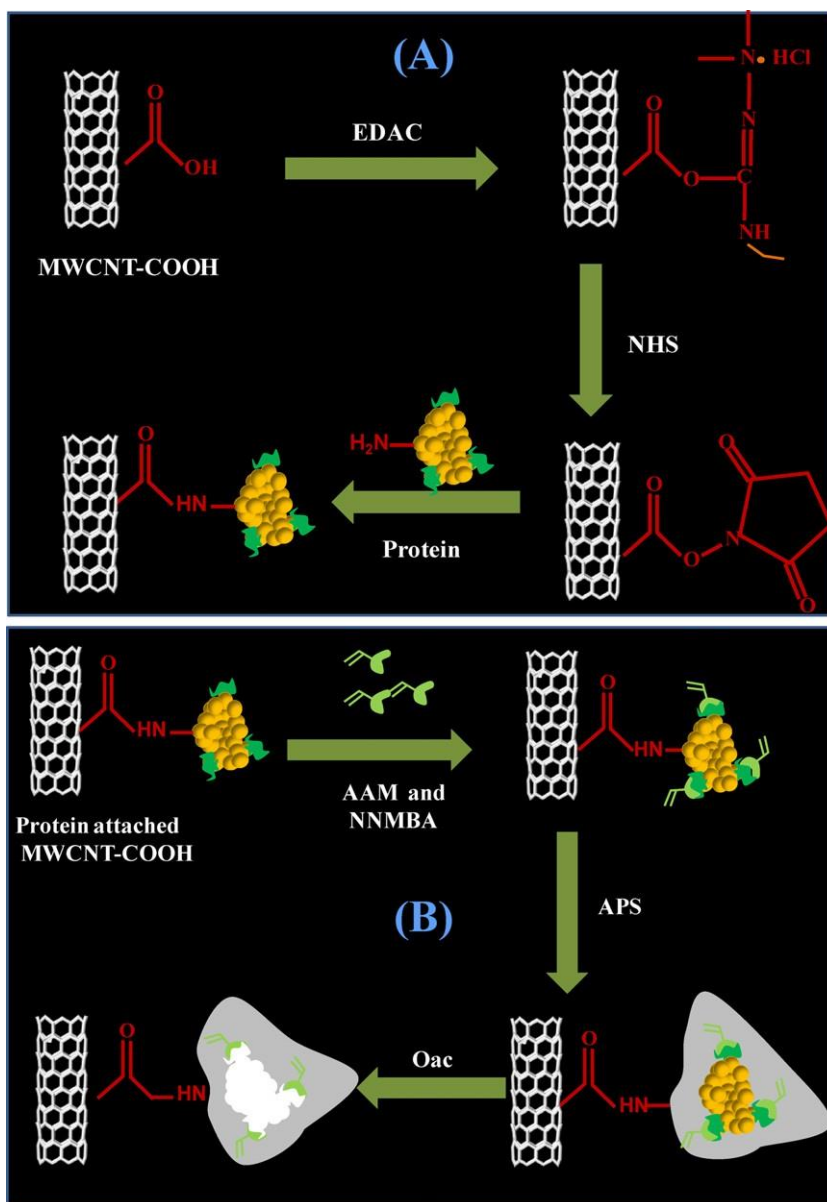 (A)
O
OH
MWCNT-COOH
EDAC
N• HCl
N
O
O
C
NH
NHS
O
HN
H₂N
Protein
O
O
O
N
O
O
HN
Protein attached
MWCNT-COOH
AAM and
NNMBA
O
HN
(B)
APS
O
HN
Oac
O
HN